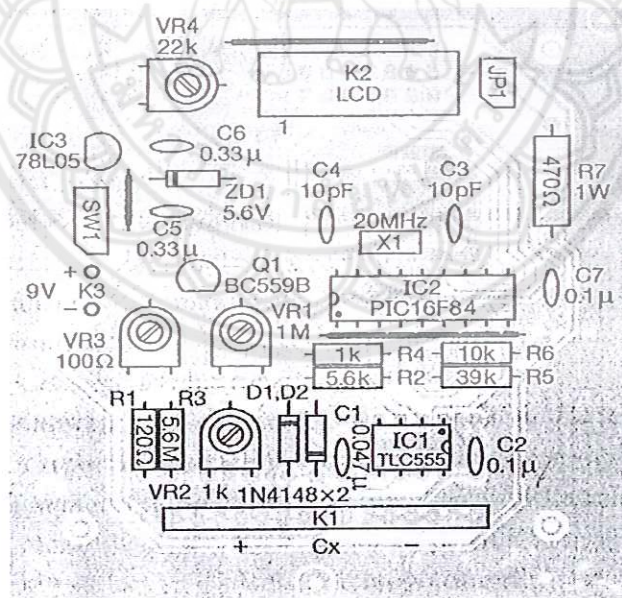 VR4
22k
K2
LCD
JP1
1
IC3
78L05
C6
0.33µ
ZD1
5.6V
C4
10pF
C3
10pF
470Ω
R7
1W
SW1
C5
0.33µ
20MHz
X1
Q1
BC559B
IC2
PIC16F84
C7
0.1µ
+
9V K3
−
VR3
100Ω
VR1
1M
1k R4
10k R6
5.6k R2
39k R5
R1
R3
D1,D2
120Ω
5.6M
C1
0.047µ
IC1
TLC555
C2
0.1µ
VR2 1k 1N4148×2
K1
+ Cx −